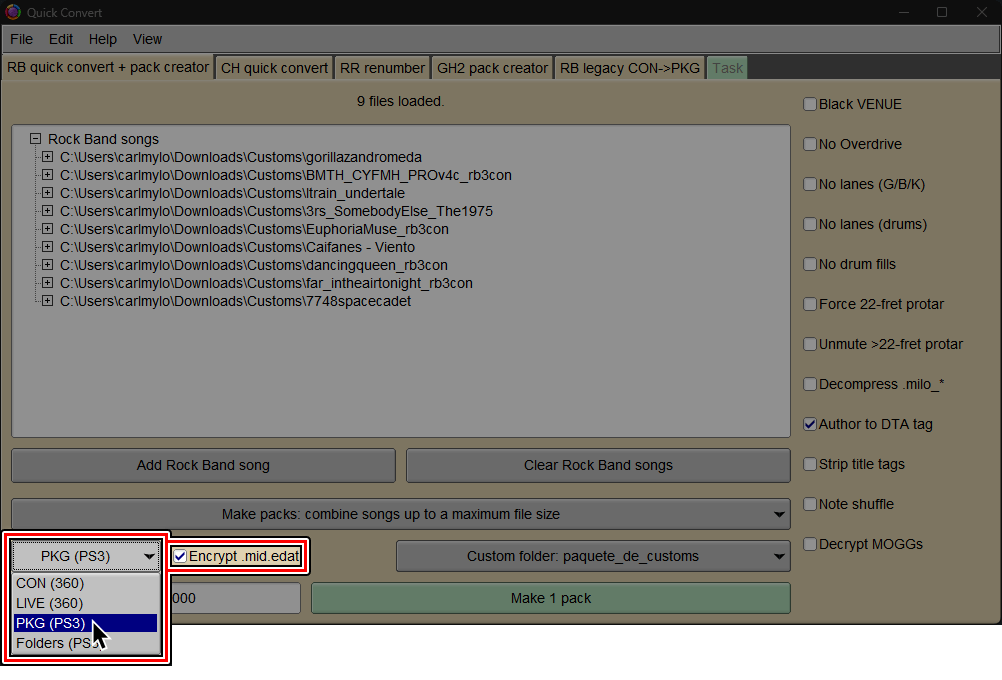 Quick Convert
File Edit Help View
RB quick convert + pack creator CH quick convert RR renumber GH2 pack creator RB legacy CON->PKG Task
9 files loaded.
Rock Band songs
C:\Users\carlmylo\Downloads\Customs\gorillazandromeda
C:\Users\carlmylo\Downloads\Customs\BMTH_CYFMH_PROv4c_rb3con
C:\Users\carlmylo\Downloads\Customs\ltrain_undertale
C:\Users\carlmylo\Downloads\Customs\3rs_SomebodyElse_The1975
C:\Users\carlmylo\Downloads\Customs\EuphoriaMuse_rb3con
C:\Users\carlmylo\Downloads\Customs\Caifanes - Viento
C:\Users\carlmylo\Downloads\Customs\dancingqueen_rb3con
C:\Users\carlmylo\Downloads\Customs\far_intheairtonight_rb3con
C:\Users\carlmylo\Downloads\Customs\7748spacecadet
Black VENUE
No Overdrive
No lanes (G/B/K)
No lanes (drums)
No drum fills
Force 22-fret protar
Unmute >22-fret protar
Decompress .milo_*
Author to DTA tag
Strip title tags
Note shuffle
Decrypt MOGGs
Add Rock Band song Clear Rock Band songs
Make packs: combine songs up to a maximum file size
PKG (PS3) Encrypt .mid.edat Custom folder: paquete_de_customs
CON (360)
LIVE (360)
PKG (PS3)
Folders (PS3)
000 Make 1 pack